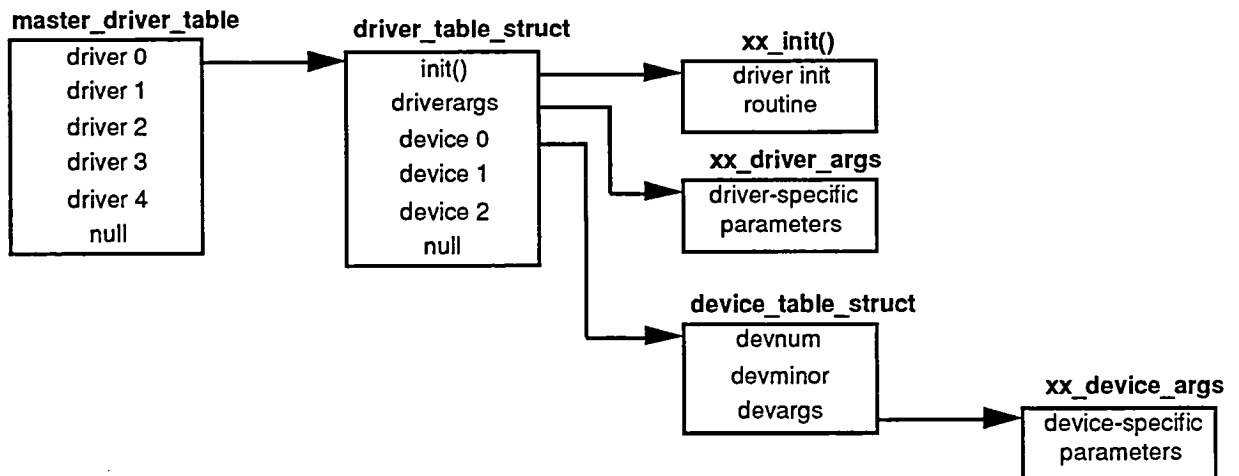 master_driver_table
driver 0
driver 1
driver 2
driver 3
driver 4
null
driver_table_struct
init()
driverargs
device 0
device 1
device 2
null
xx_init()
driver init
routine
xx_driver_args
driver-specific
parameters
device_table_struct
devnum
devminor
devargs
xx_device_args
device-specific
parameters